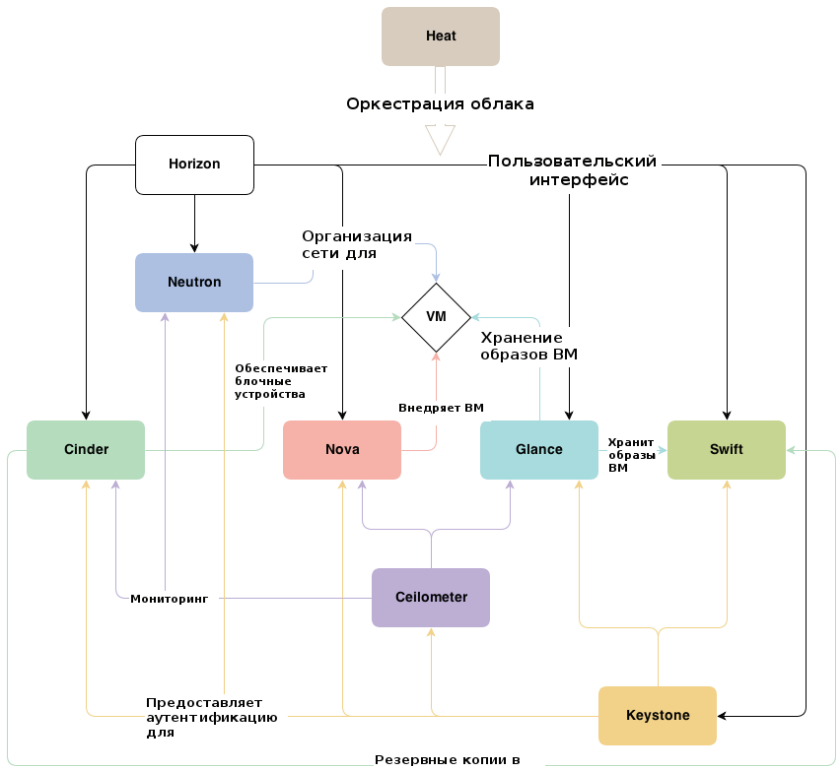 Heat
Оркестрация облака
Horizon
Пользовательский
интерфейс
Организация
сети для
Neutron
VM
Хранение
образов ВМ
Обеспечивает
блочные
устройства
Внедряет ВМ
Cinder
Nova
Glance
Хранит
образы
ВМ
Swift
Мониторинг
Ceilometer
Предоставляет
аутентификацию
для
Keystone
Резервные копии в